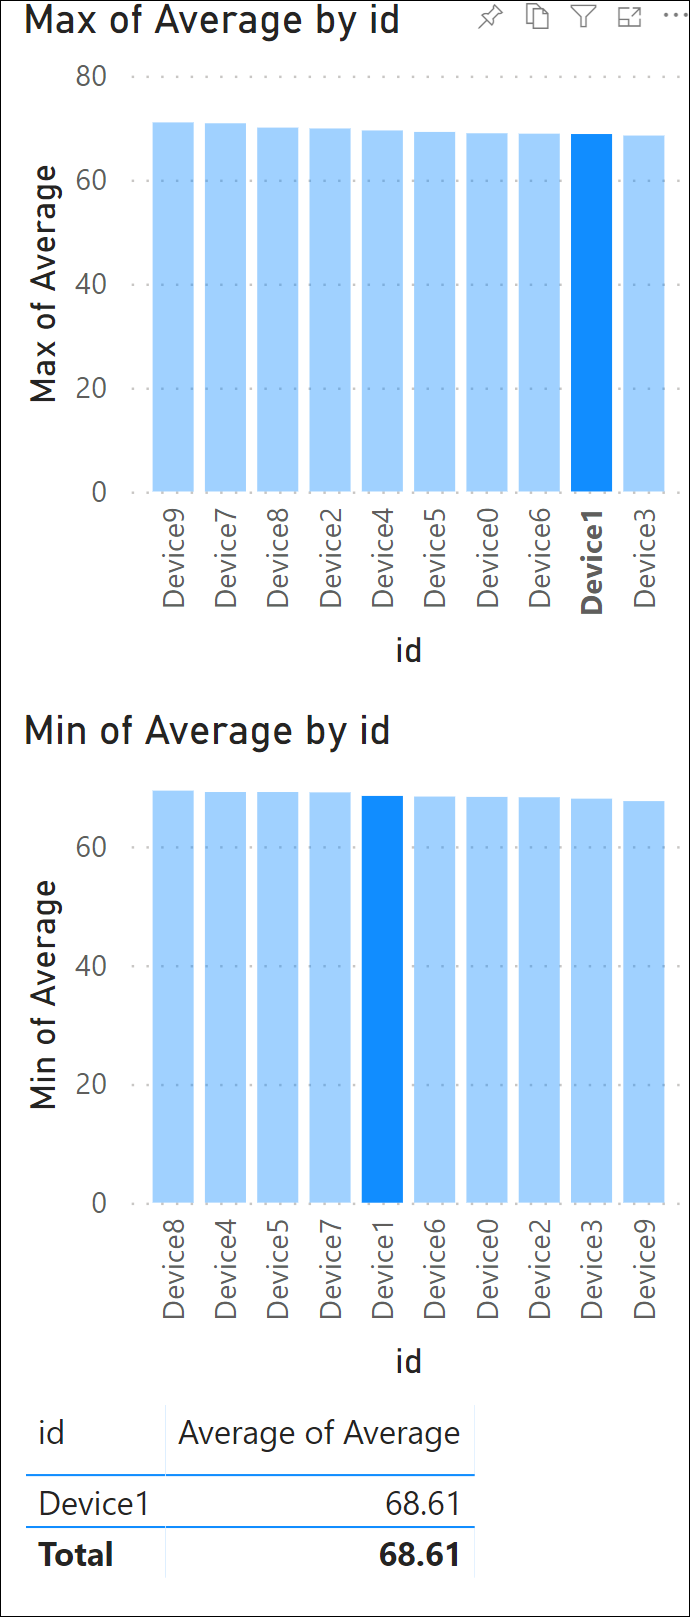 Max of Average by id
80
60
40
20
0
Max of Average
Device9
Device7
Device8
Device2
Device4
Device5
Device0
Device6
Device1
Device3
id
Min of Average by id
60
40
20
0
Min of Average
Device8
Device4
Device5
Device7
Device1
Device6
Device0
Device2
Device3
Device9
id
id Average of Average
Device1 68.61
Total 68.61